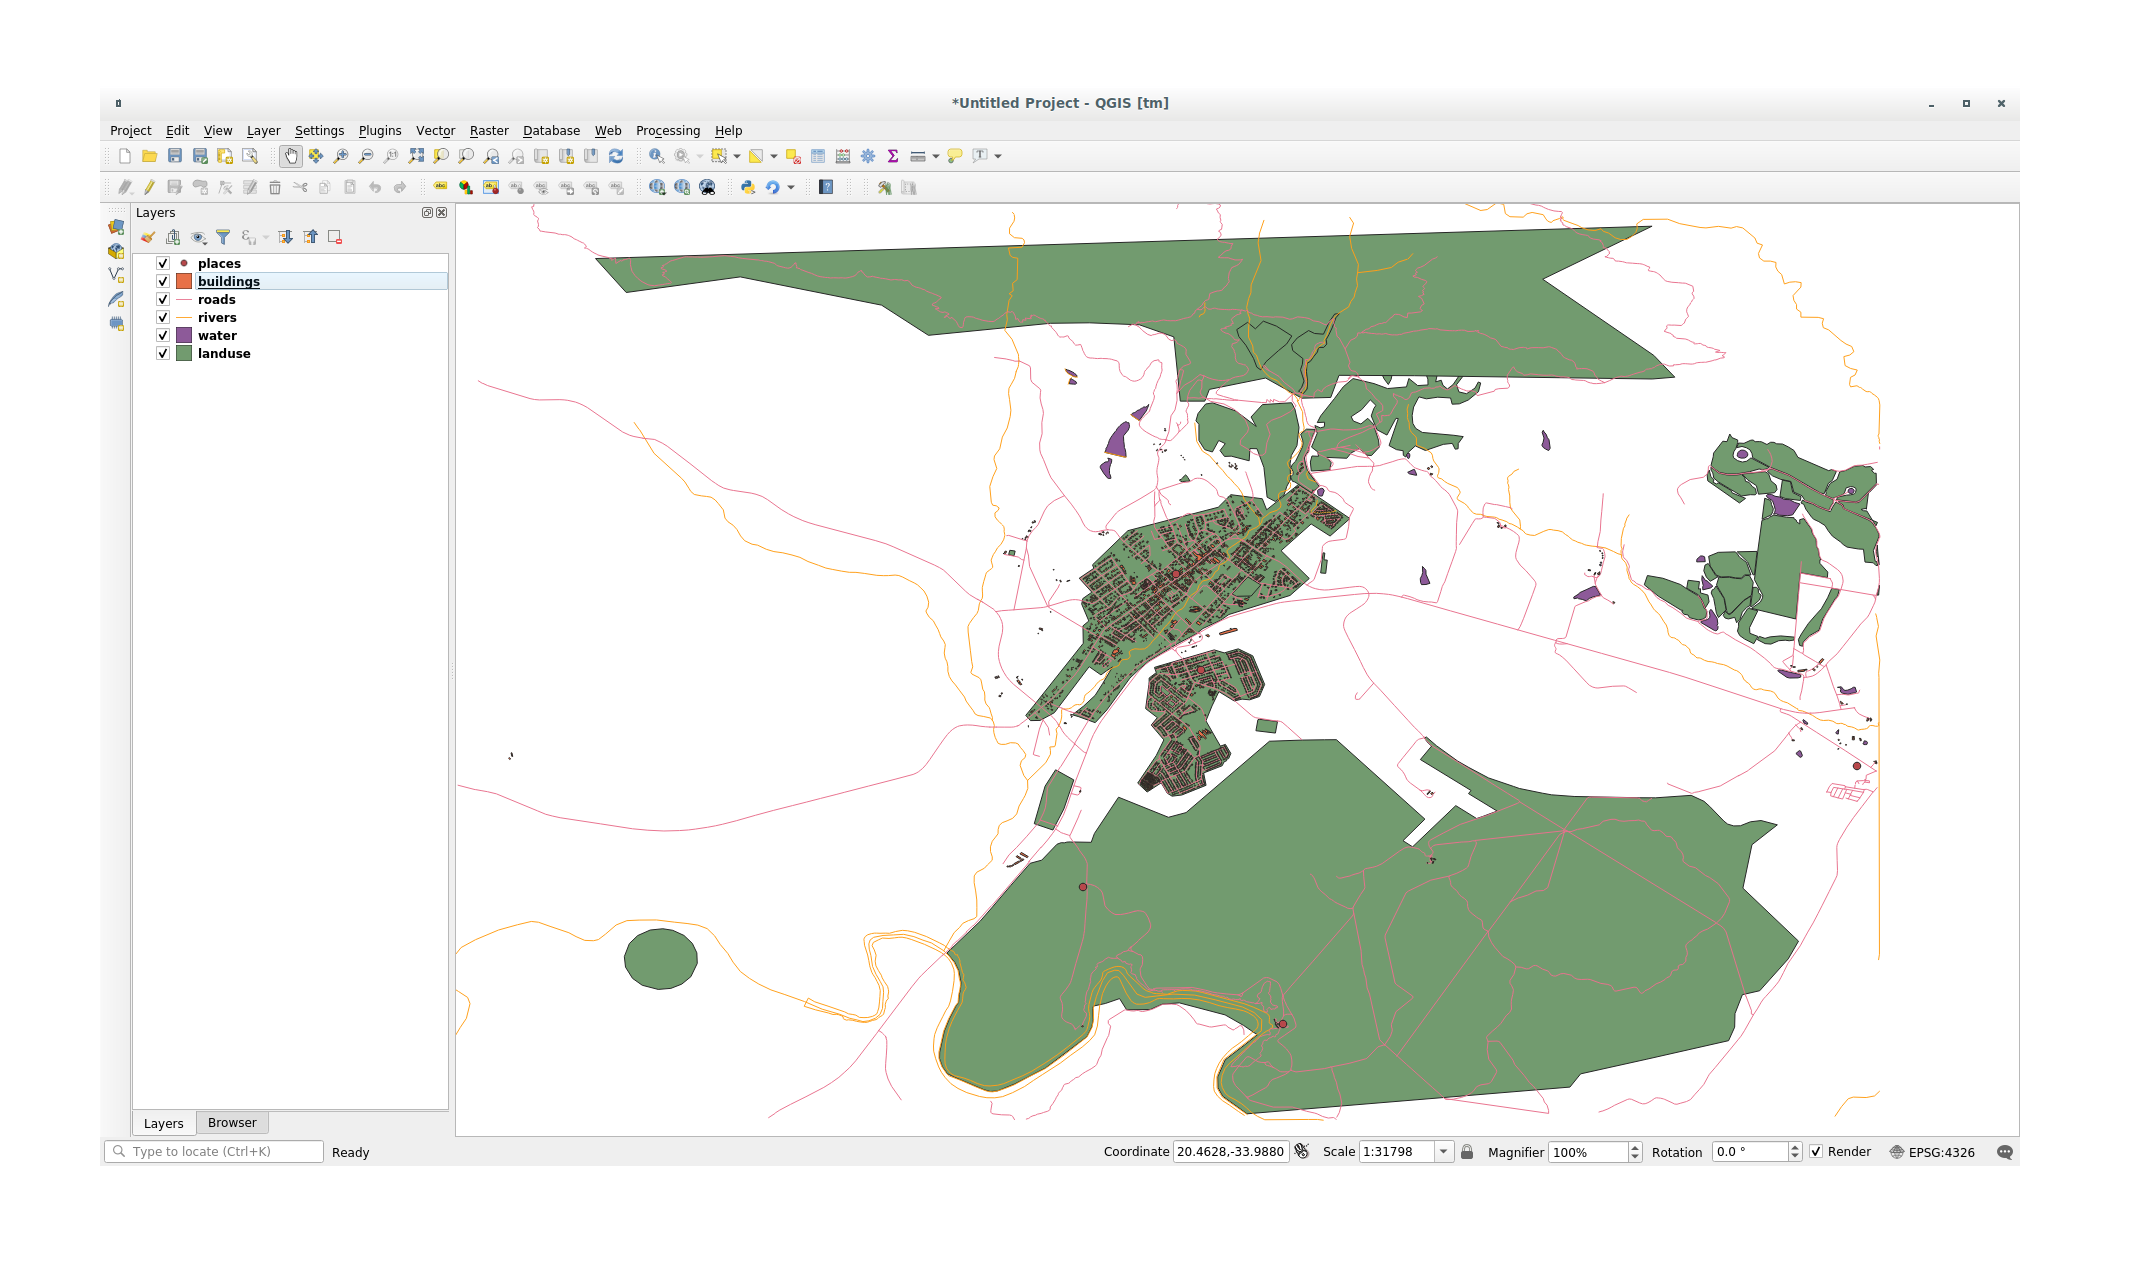 *Untitled Project - QGIS [tm]
Project Edit View Layer Settings Plugins Vector Raster Database Web Processing Help
Layers
places
buildings
roads
rivers
water
landuse
Layers Browser
Type to locate (Ctrl+K) Ready Coordinate 20.4628,-33.9880 Scale 1:31798 Magnifier 100% Rotation 0.0 ° Render EPSG:4326